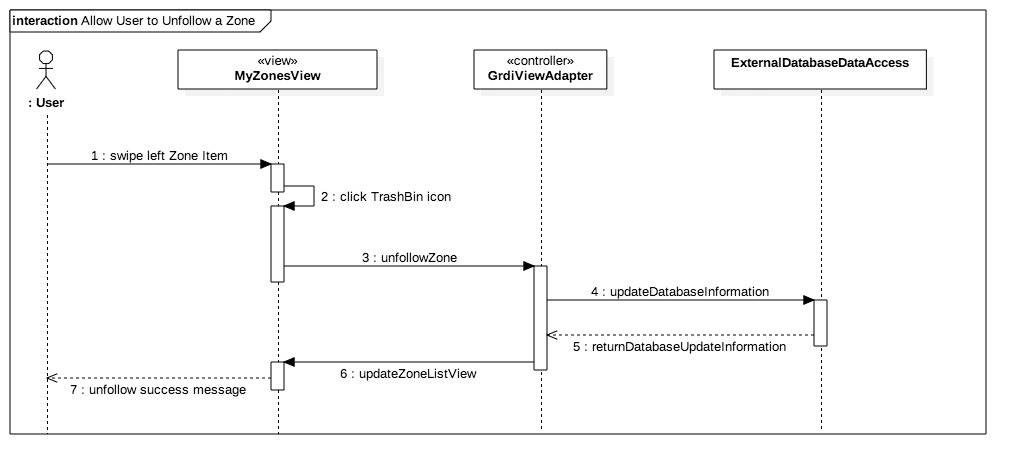 interaction Allow User to Unfollow a Zone
: User
«view»
MyZonesView
«controller»
GrdiViewAdapter
ExternalDatabaseDataAccess
1 : swipe left Zone Item
2 : click TrashBin icon
3 : unfollowZone
4 : updateDatabaseInformation
5 : returnDatabaseUpdateInformation
6 : updateZoneListView
7 : unfollow success message